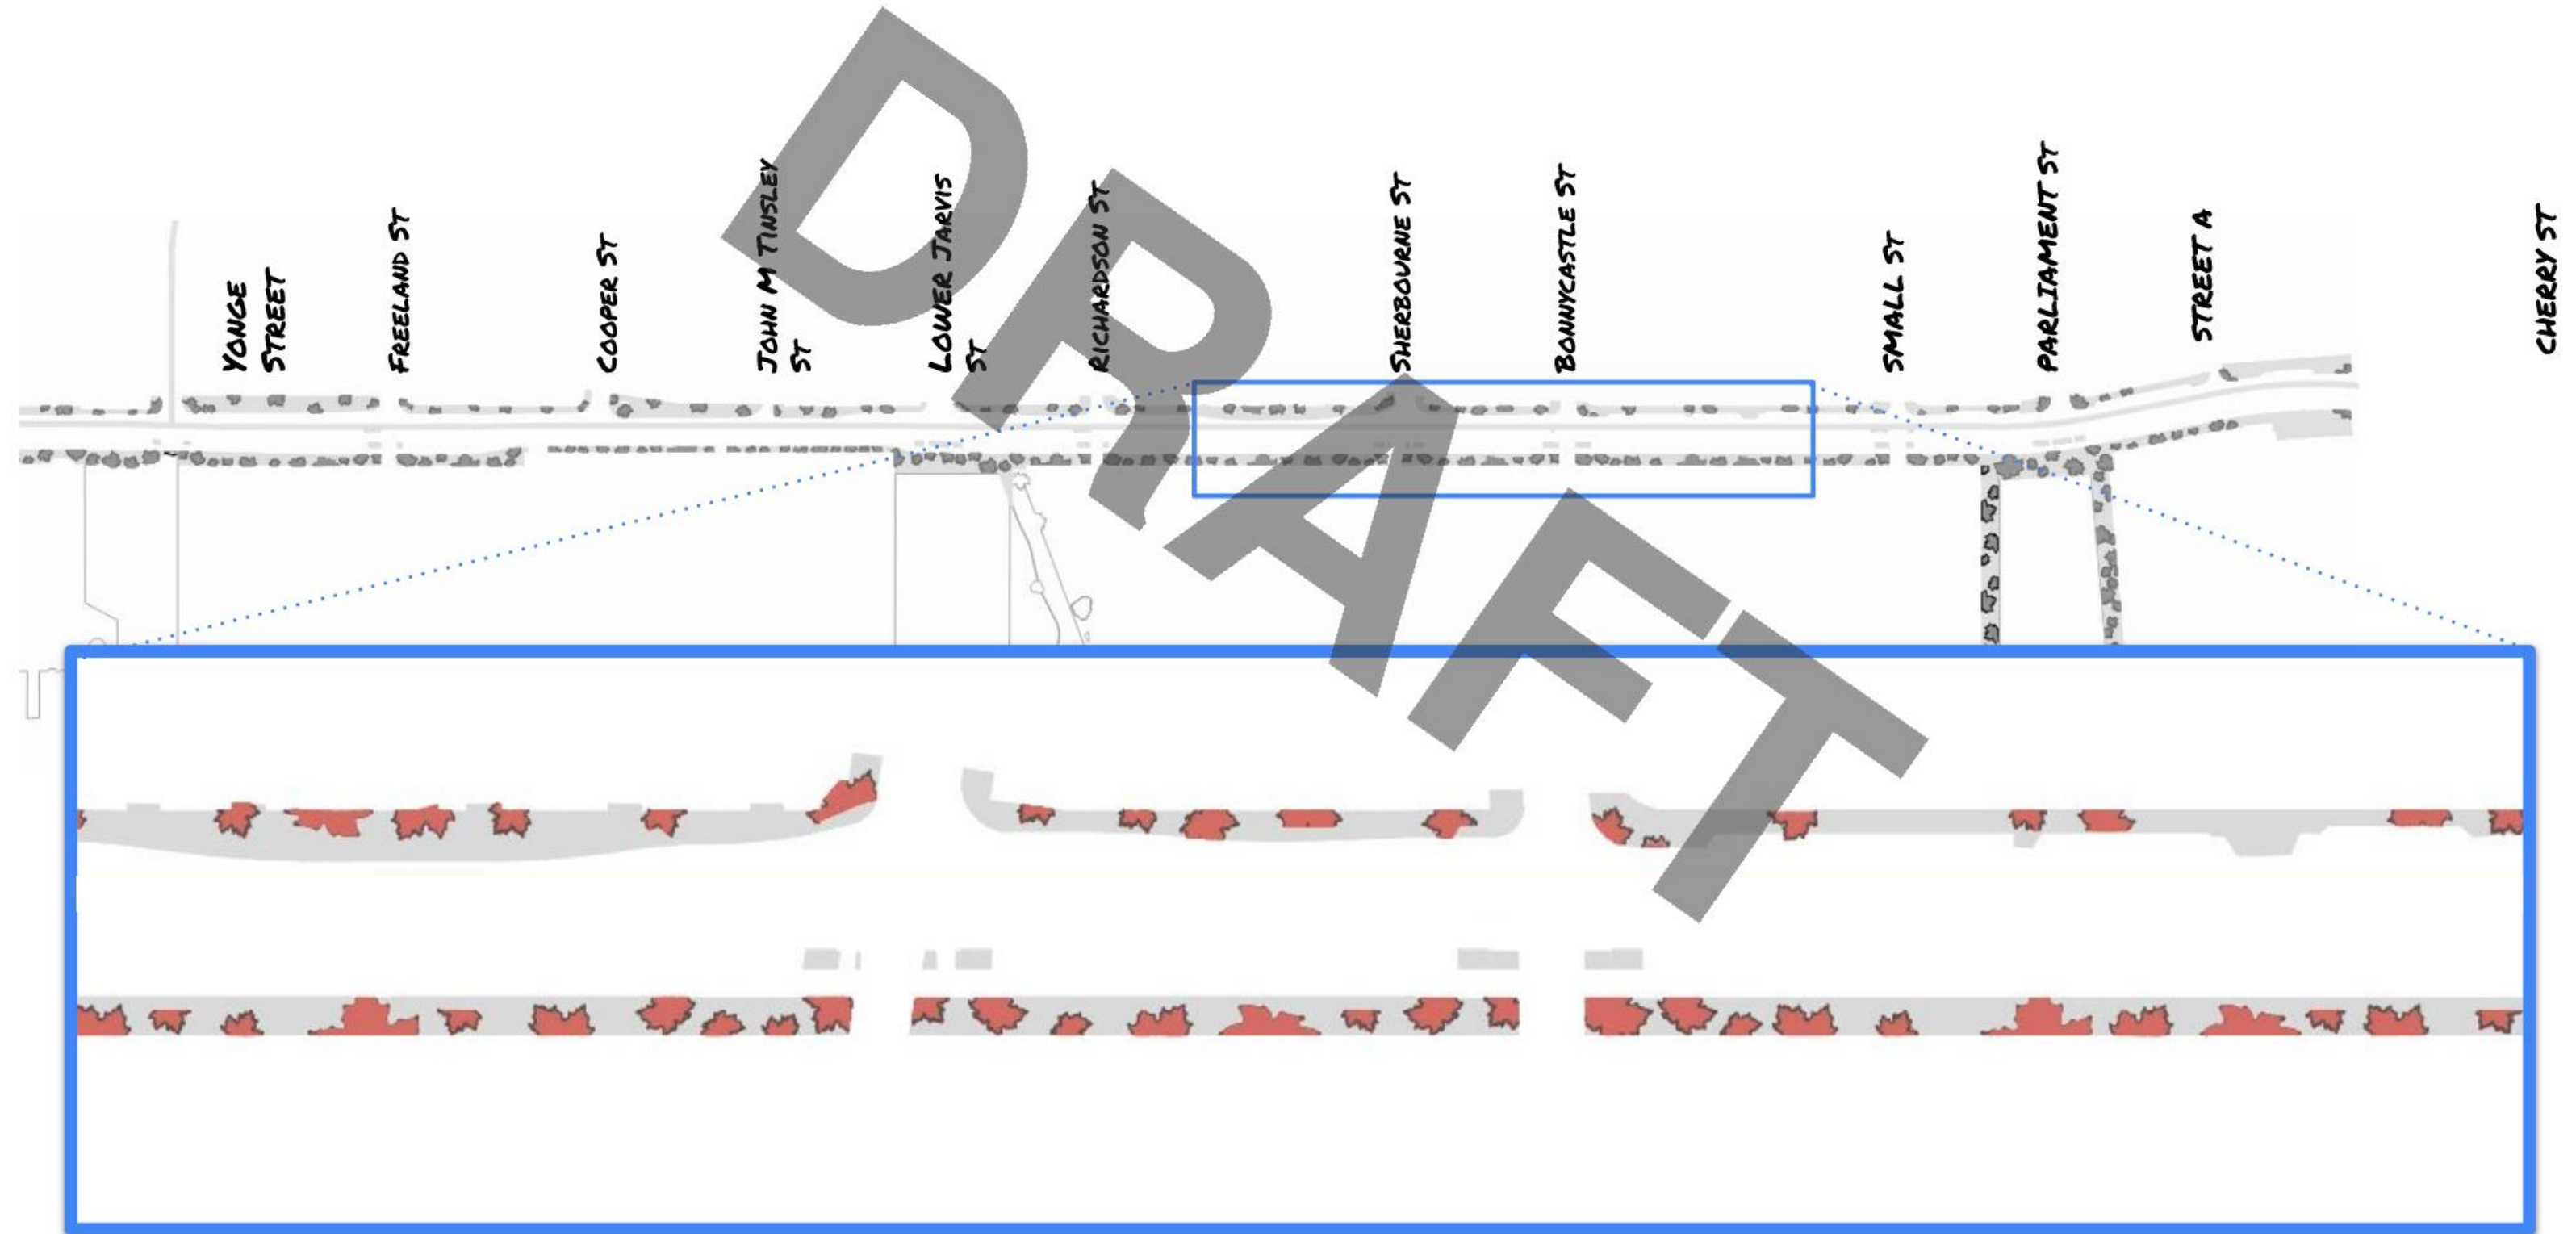 YONGE
STREET
FREELAND ST
COOPER ST
JOHN M TINSLEY
ST
LOWER JARVIS
ST
RICHARDSON ST
SHERBOURNE ST
BONNYCASTLE ST
SMALL ST
PARLIAMENT ST
STREET A
CHERRY ST
DRAFT